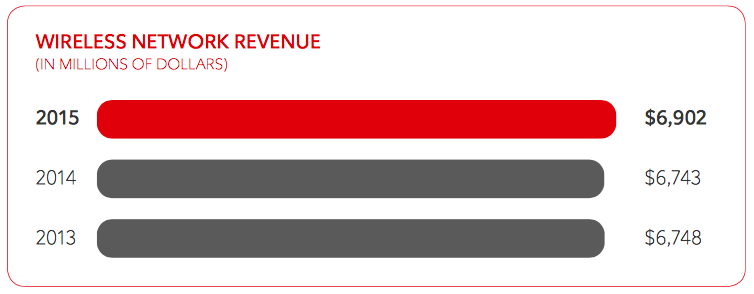 WIRELESS NETWORK REVENUE
(IN MILLIONS OF DOLLARS)
2015 $6,902
2014 $6,743
2013 $6,748